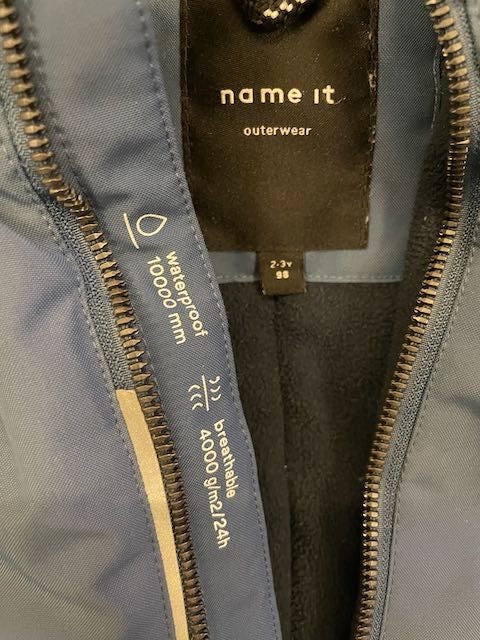 name it
outerwear
2-3Y
98
waterproof
10000 mm
breathable
4000 g/m2/24h